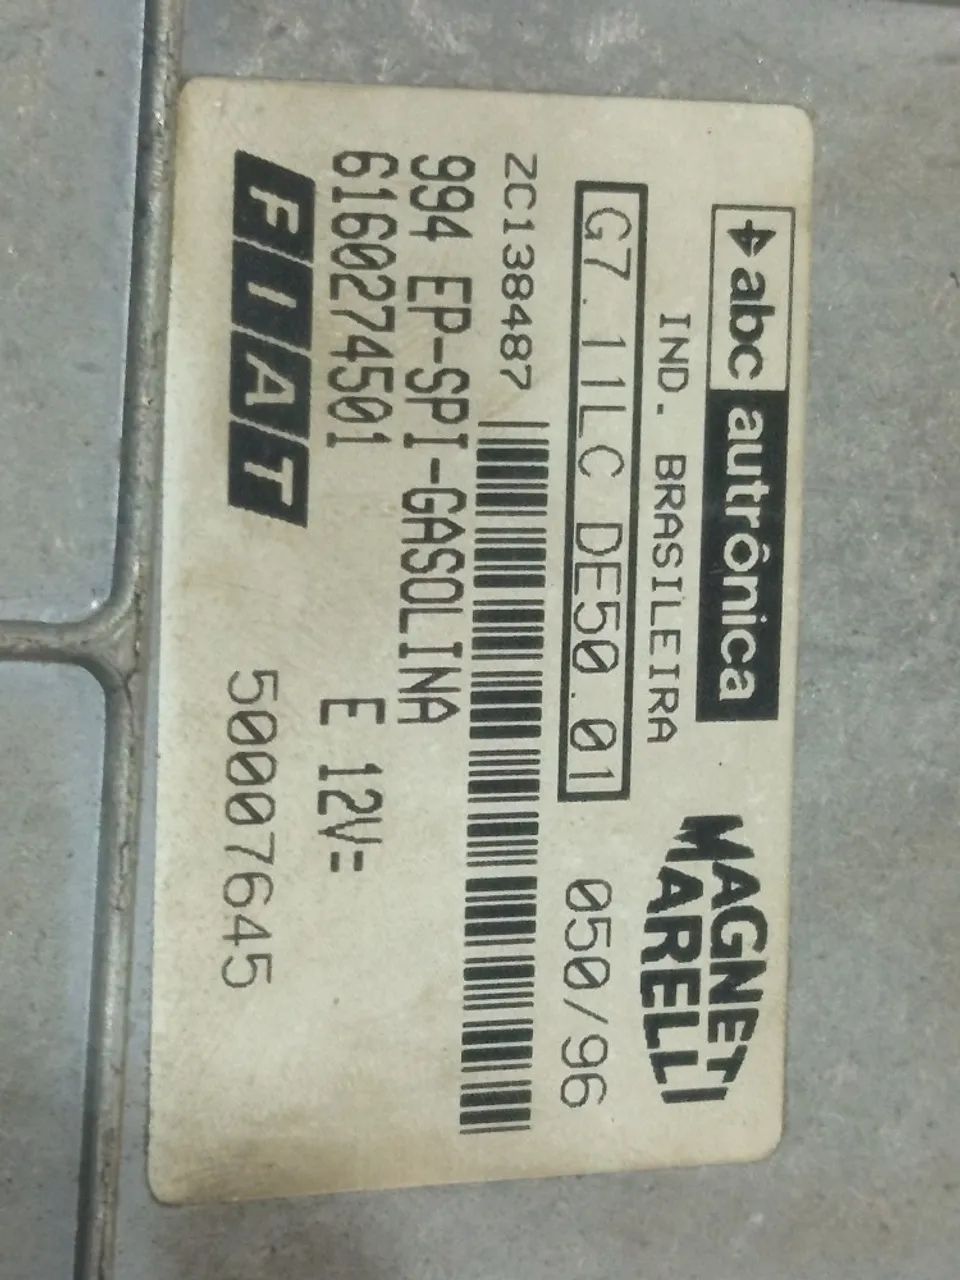 abc autrônica
MAGNETI
MARELLI
IND. BRASILEIRA
G7.11LC DE50.01 050/96
ZC138487
994 EP-SPI-GASOLINA
6160274501 E 12V=
FIAT 50007645